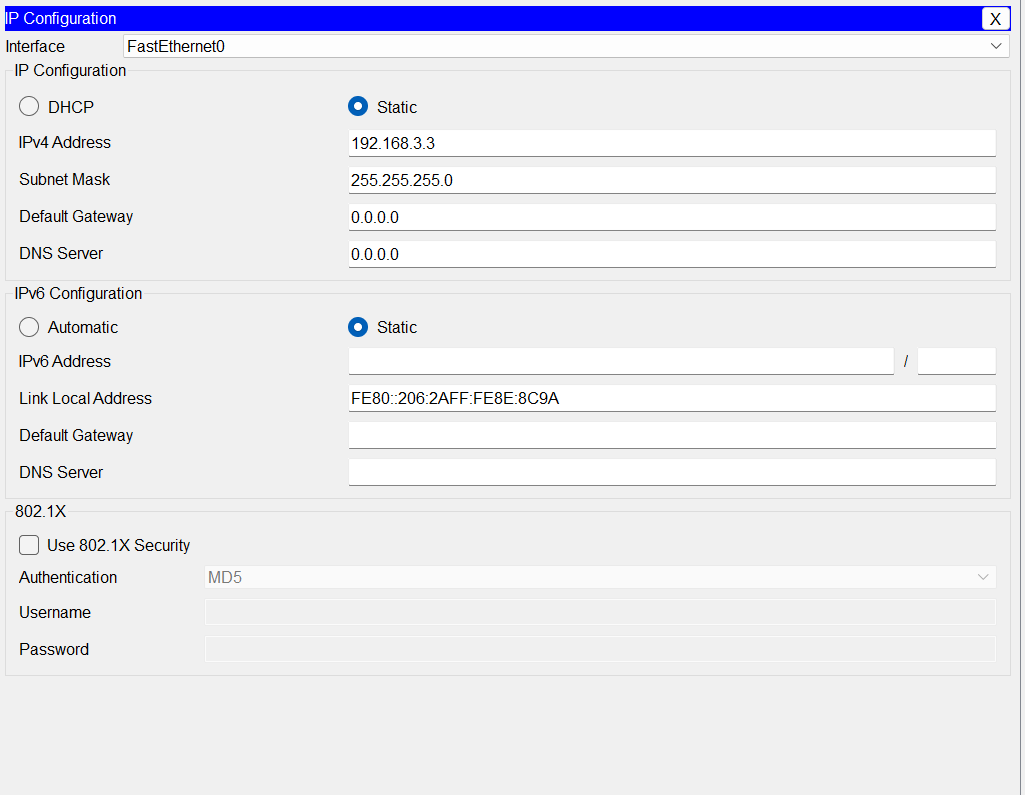 IP Configuration X
Interface FastEthernet0
IP Configuration
DHCP Static
IPv4 Address 192.168.3.3
Subnet Mask 255.255.255.0
Default Gateway 0.0.0.0
DNS Server 0.0.0.0
IPv6 Configuration
Automatic Static
IPv6 Address /
Link Local Address FE80::206:2AFF:FE8E:8C9A
Default Gateway
DNS Server
802.1X
Use 802.1X Security
Authentication MD5
Username
Password